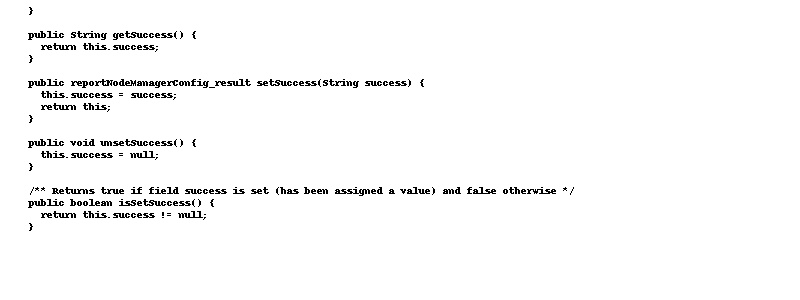 }
public String getSuccess() {
return this.success;
}
public reportNodeManagerConfig_result setSuccess(String success) {
this.success = success;
return this;
}
public void unsetSuccess() {
this.success = null;
}
/** Returns true if field success is set (has been assigned a value) and false otherwise */
public boolean isSetSuccess() {
return this.success != null;
}